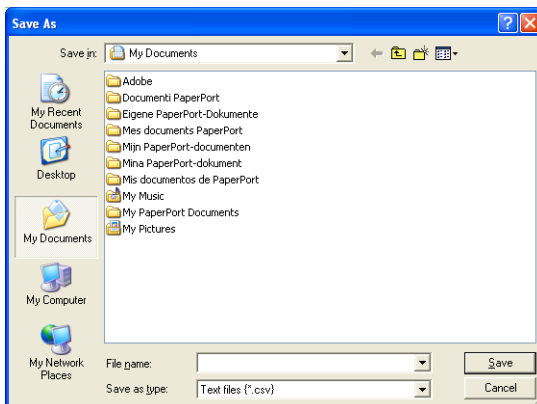 Save As
Save in: My Documents
My Recent
Documents
Desktop
My Documents
My Computer
My Network
Places
Adobe
Documenti PaperPort
Eigene PaperPort-Dokumente
Mes documents PaperPort
Mijn PaperPort-documenten
Mina PaperPort-dokument
Mis documentos de PaperPort
My Music
My PaperPort Documents
My Pictures
File name:
Save
Save as type: Text files {*.csv}
Cancel